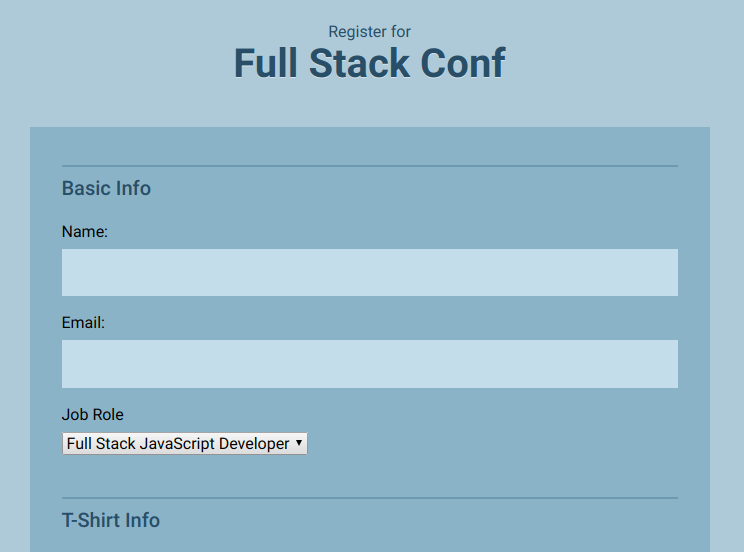 Register for
Full Stack Conf
Basic Info
Name:
Email:
Job Role
Full Stack JavaScript Developer
T-Shirt Info